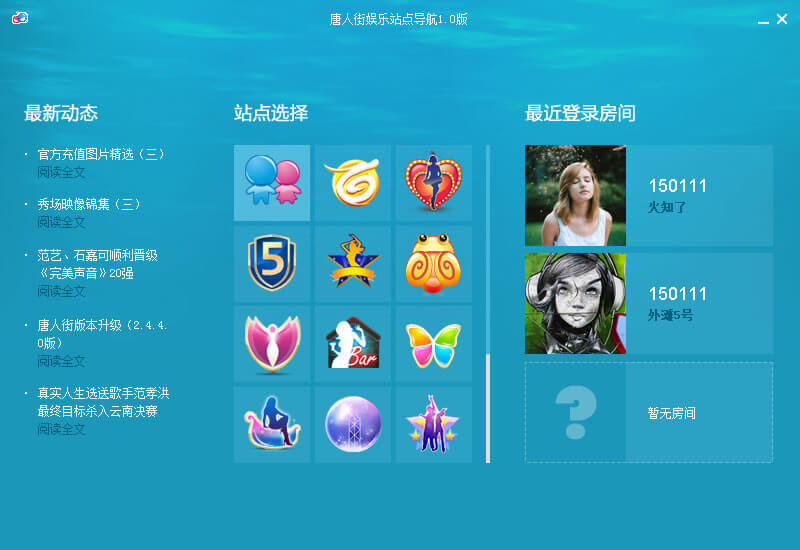 唐人街娱乐站点导航1.0版
最新动态
· 官方充值图片精选（三）
阅读全文
· 秀场映像锦集（三）
阅读全文
· 范艺、石嘉可顺利晋级
《完美声音》20强
阅读全文
· 唐人街版本升级（2.4.4.
0版）
阅读全文
· 真实人生选送歌手范孝洪
最终目标杀入云南决赛
阅读全文
站点选择
5
Bar
最近登录房间
150111
火知了
150111
外滩5号
?
暂无房间